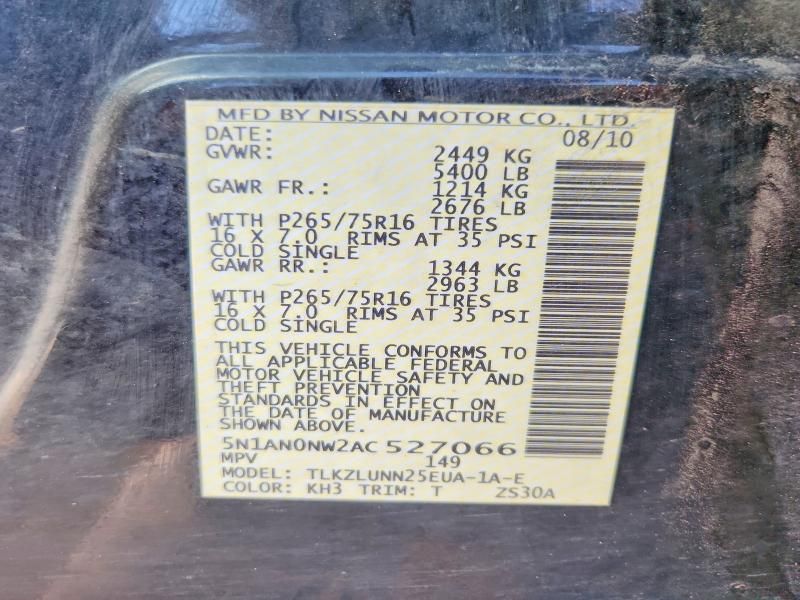 MFD BY NISSAN MOTOR CO., LTD.
DATE: 08/10
GVWR: 2449 KG
5400 LB
GAWR FR.: 1214 KG
2676 LB
WITH P265/75R16 TIRES
16 X 7.0 RIMS AT 35 PSI
COLD SINGLE
GAWR RR.: 1344 KG
2963 LB
WITH P265/75R16 TIRES
16 X 7.0 RIMS AT 35 PSI
COLD SINGLE
THIS VEHICLE CONFORMS TO
ALL APPLICABLE FEDERAL
MOTOR VEHICLE SAFETY AND
THEFT PREVENTION
STANDARDS IN EFFECT ON
THE DATE OF MANUFACTURE
SHOWN ABOVE.
5N1AN0NW2AC 527066
MPV 149
MODEL: TLKZLUNN25EUA-1A-E
COLOR: KH3 TRIM: T ZS30A